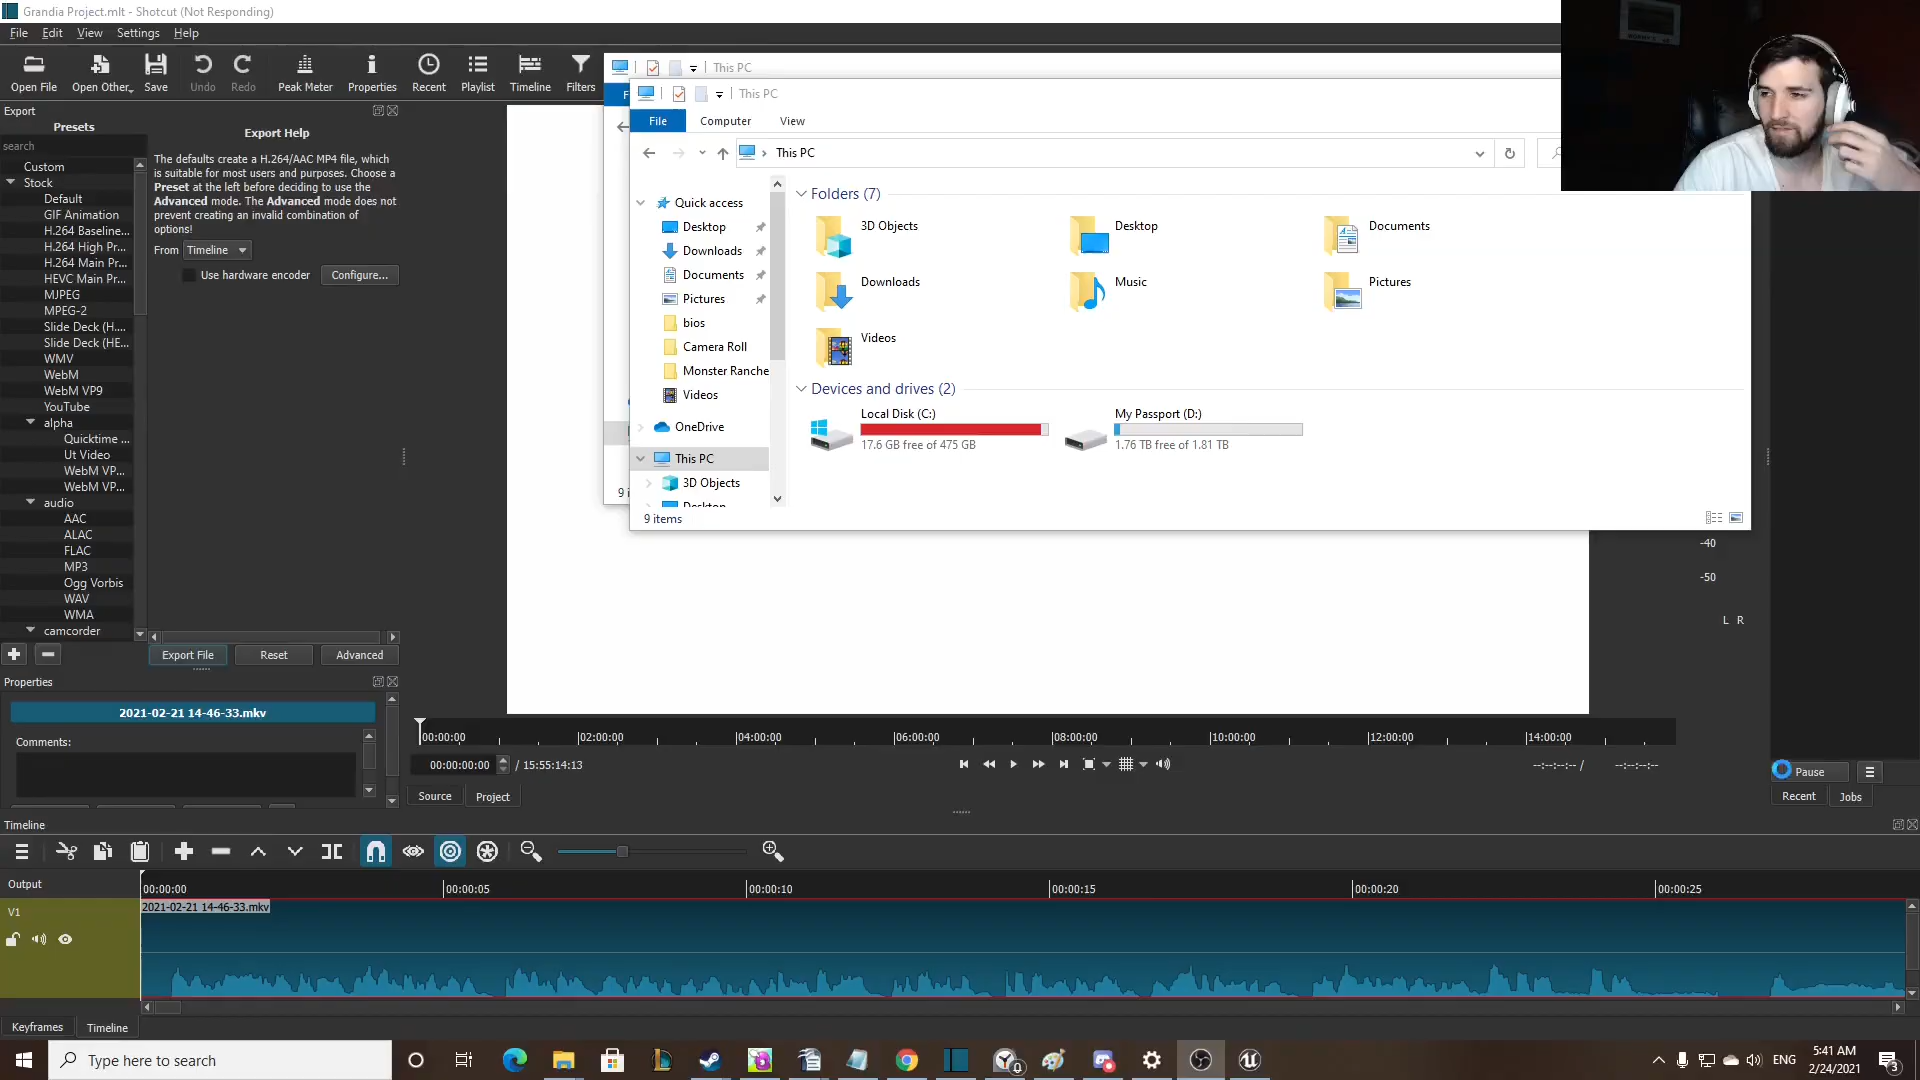 Grandia Project.mlt - Shotcut (Not Responding)
File Edit View Settings Help
Open File Open Other.. Save Undo Redo Peak Meter Properties Recent Playlist Timeline Filters
Export
Presets
search
Custom
Stock
Default
GIF Animation
H.264 Baseline...
H.264 High Pr...
H.264 Main Pr...
HEVC Main Pr...
MJPEG
MPEG-2
Slide Deck (H....
Slide Deck (HE...
WMV
WebM
WebM VP9
YouTube
alpha
Quicktime ...
Ut Video
WebM VP...
WebM VP...
audio
AAC
ALAC
FLAC
MP3
Ogg Vorbis
WAV
WMA
camcorder
Export Help
The defaults create a H.264/AAC MP4 file, which
is suitable for most users and purposes. Choose a
Preset at the left before deciding to use the
Advanced mode. The Advanced mode does not
prevent creating an invalid combination of
options!
From Timeline
Use hardware encoder Configure...
Export File Reset Advanced
Properties
2021-02-21 14-46-33.mkv
Comments:
This PC
This PC
File Computer View
This PC
Quick access
Desktop
Downloads
Documents
Pictures
bios
Camera Roll
Monster Ranche
Videos
OneDrive
This PC
3D Objects
Desktop
Folders (7)
3D Objects Desktop Documents
Downloads Music Pictures
Videos
Devices and drives (2)
Local Disk (C:)
17.6 GB free of 475 GB
My Passport (D:)
1.76 TB free of 1.81 TB
9 items
-40
-50
L R
00:00:00 02:00:00 04:00:00 06:00:00 08:00:00 10:00:00 12:00:00 14:00:00
00:00:00:00 / 15:55:14:13 --:--:--:-- / --:--:--:--
Source Project
Pause
Recent Jobs
Timeline
Output
00:00:00 00:00:05 00:00:10 00:00:15 00:00:20 00:00:25
V1
2021-02-21 14-46-33.mkv
Keyframes Timeline
Type here to search
ENG
5:41 AM
2/24/2021
3